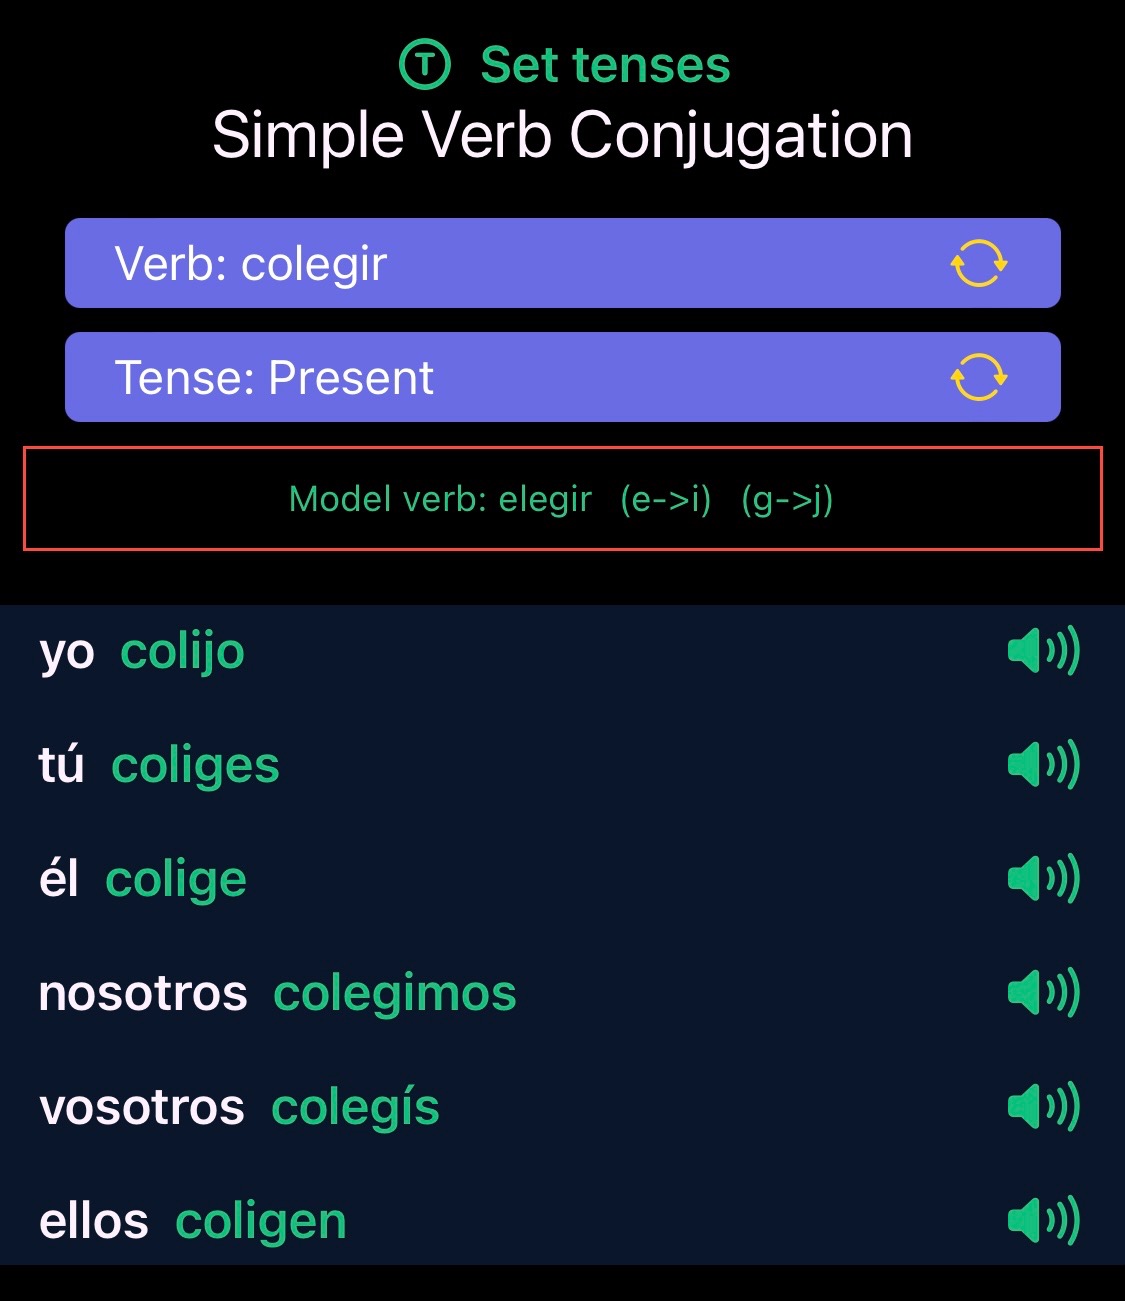 T Set tenses
Simple Verb Conjugation
Verb: colegir
Tense: Present
Model verb: elegir (e->i) (g->j)
yo colijo
tú coliges
él colige
nosotros colegimos
vosotros colegís
ellos coligen